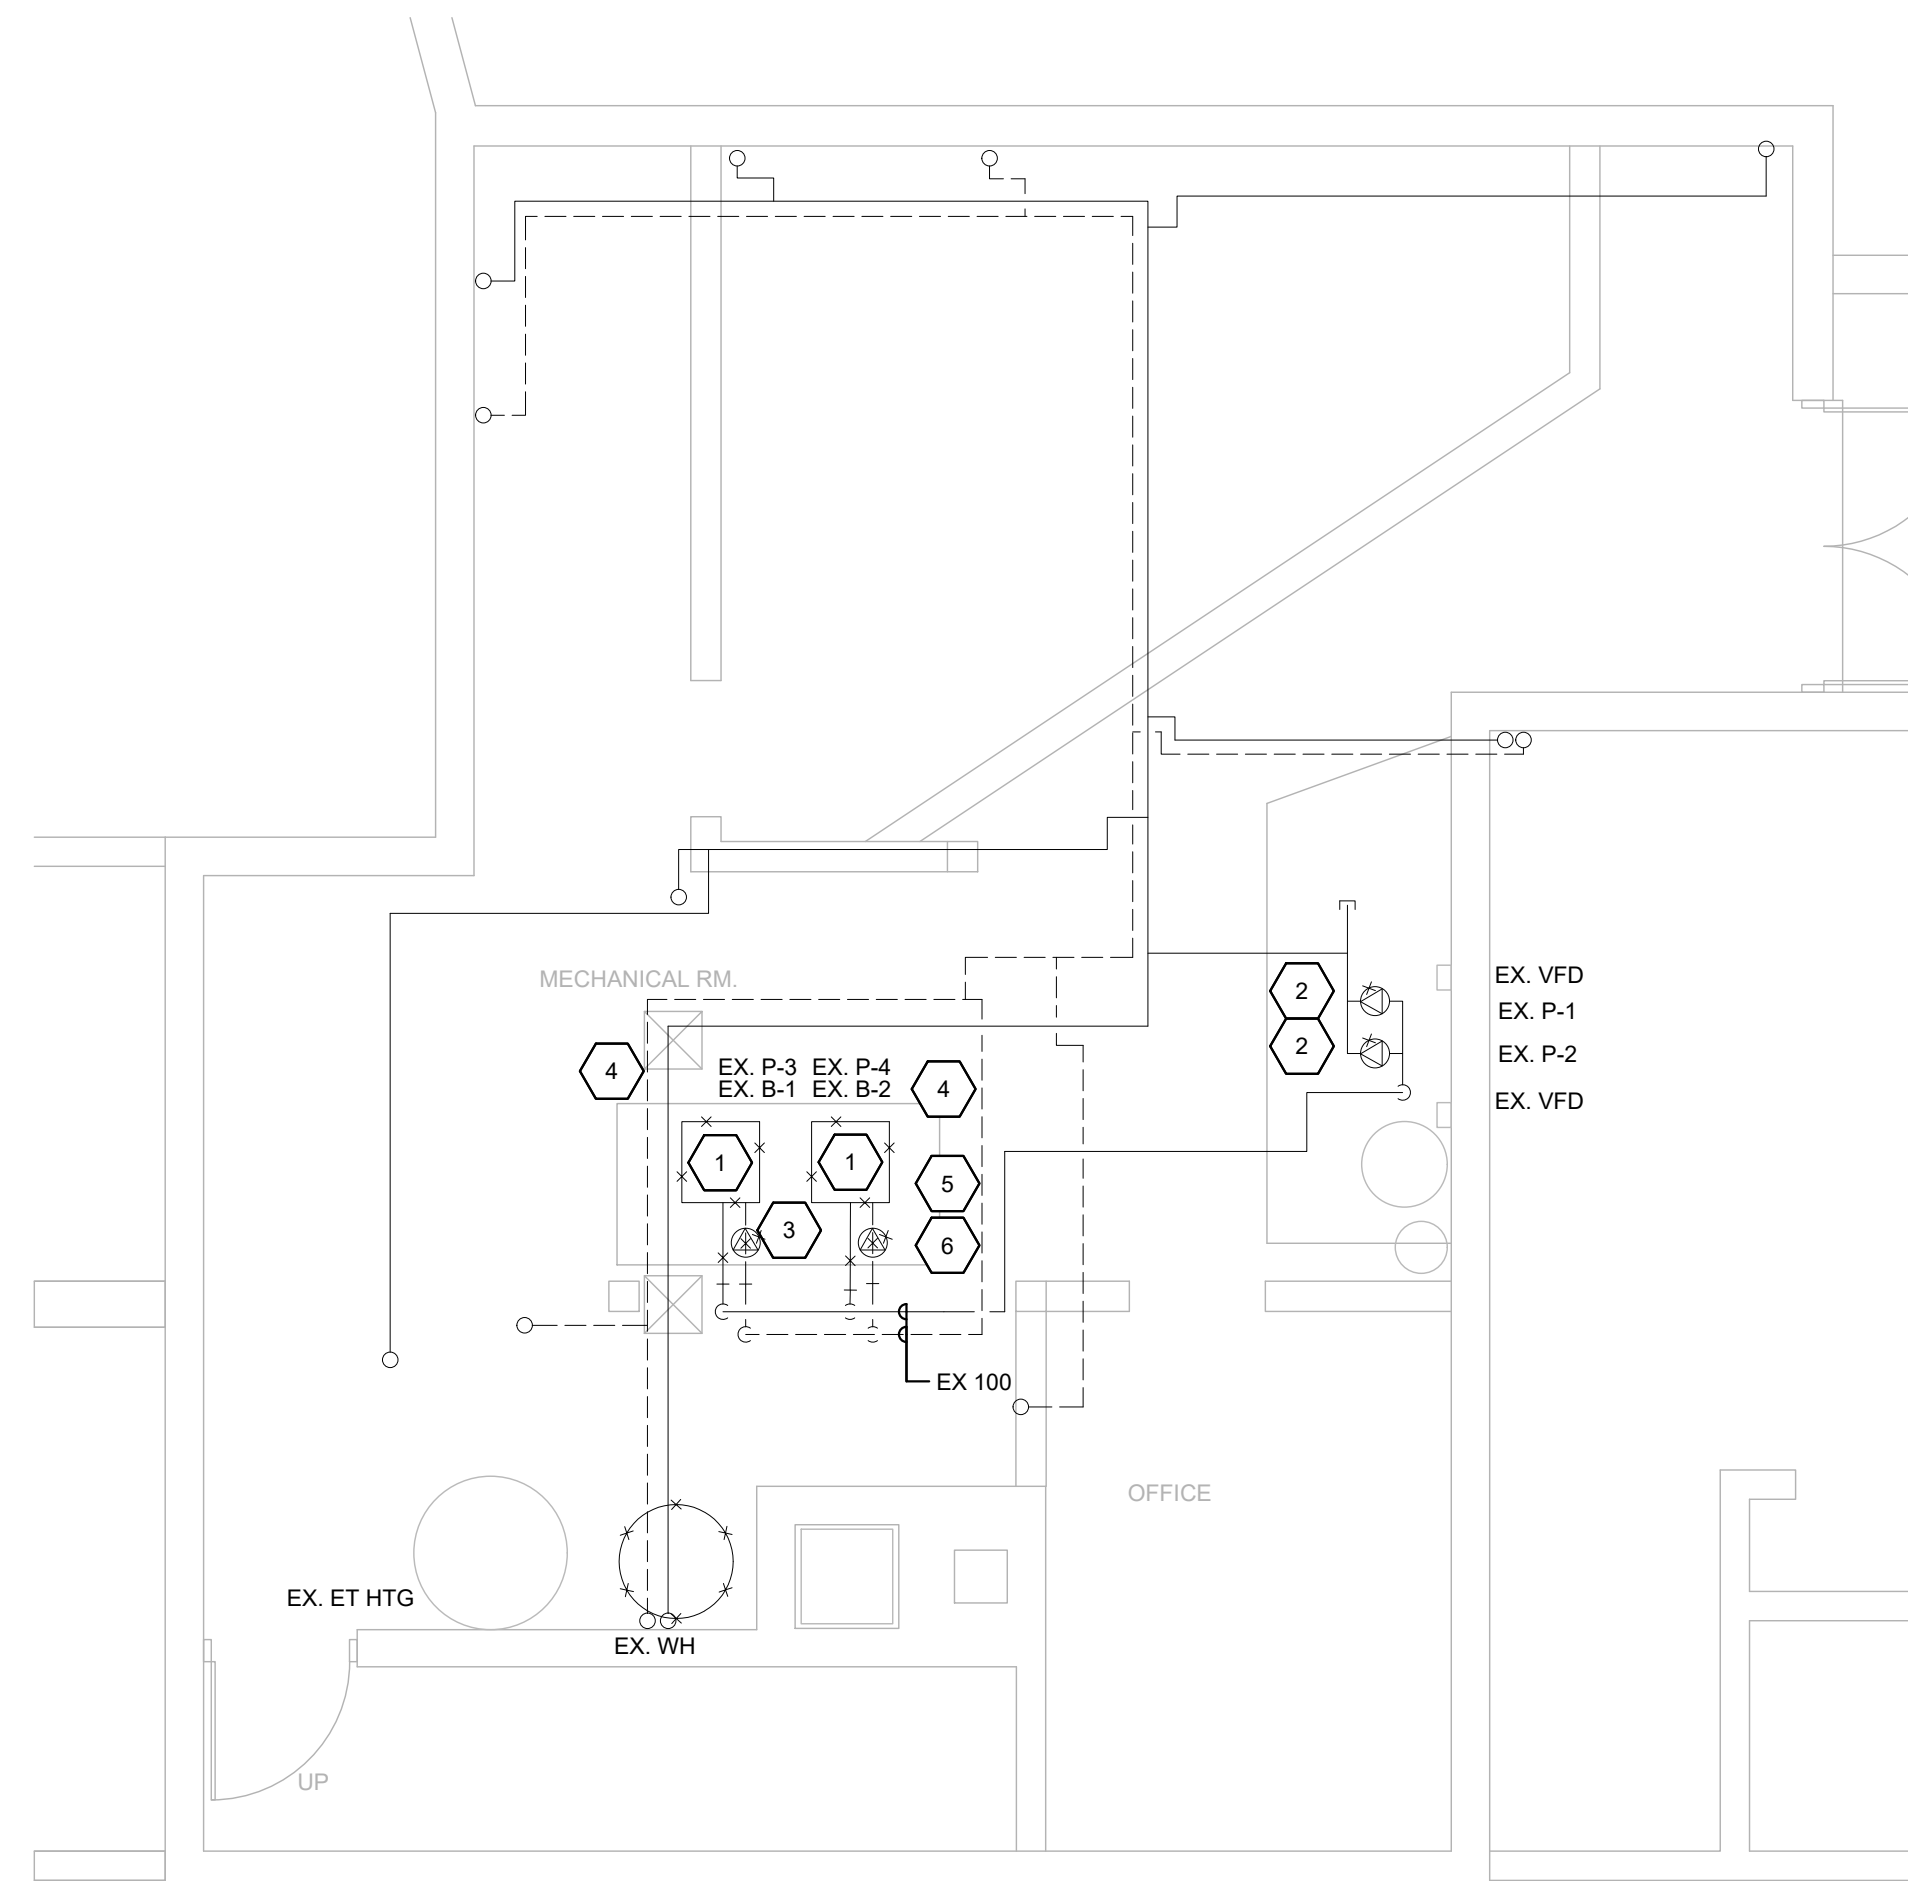 MECHANICAL RM.
EX. VFD
2
EX. P-1
2
EX. P-2
4
EX. P-3 EX. P-4
EX. B-1 EX. B-2
4
EX. VFD
1
1
5
3
6
EX 100
OFFICE
EX. ET HTG
EX. WH
UP